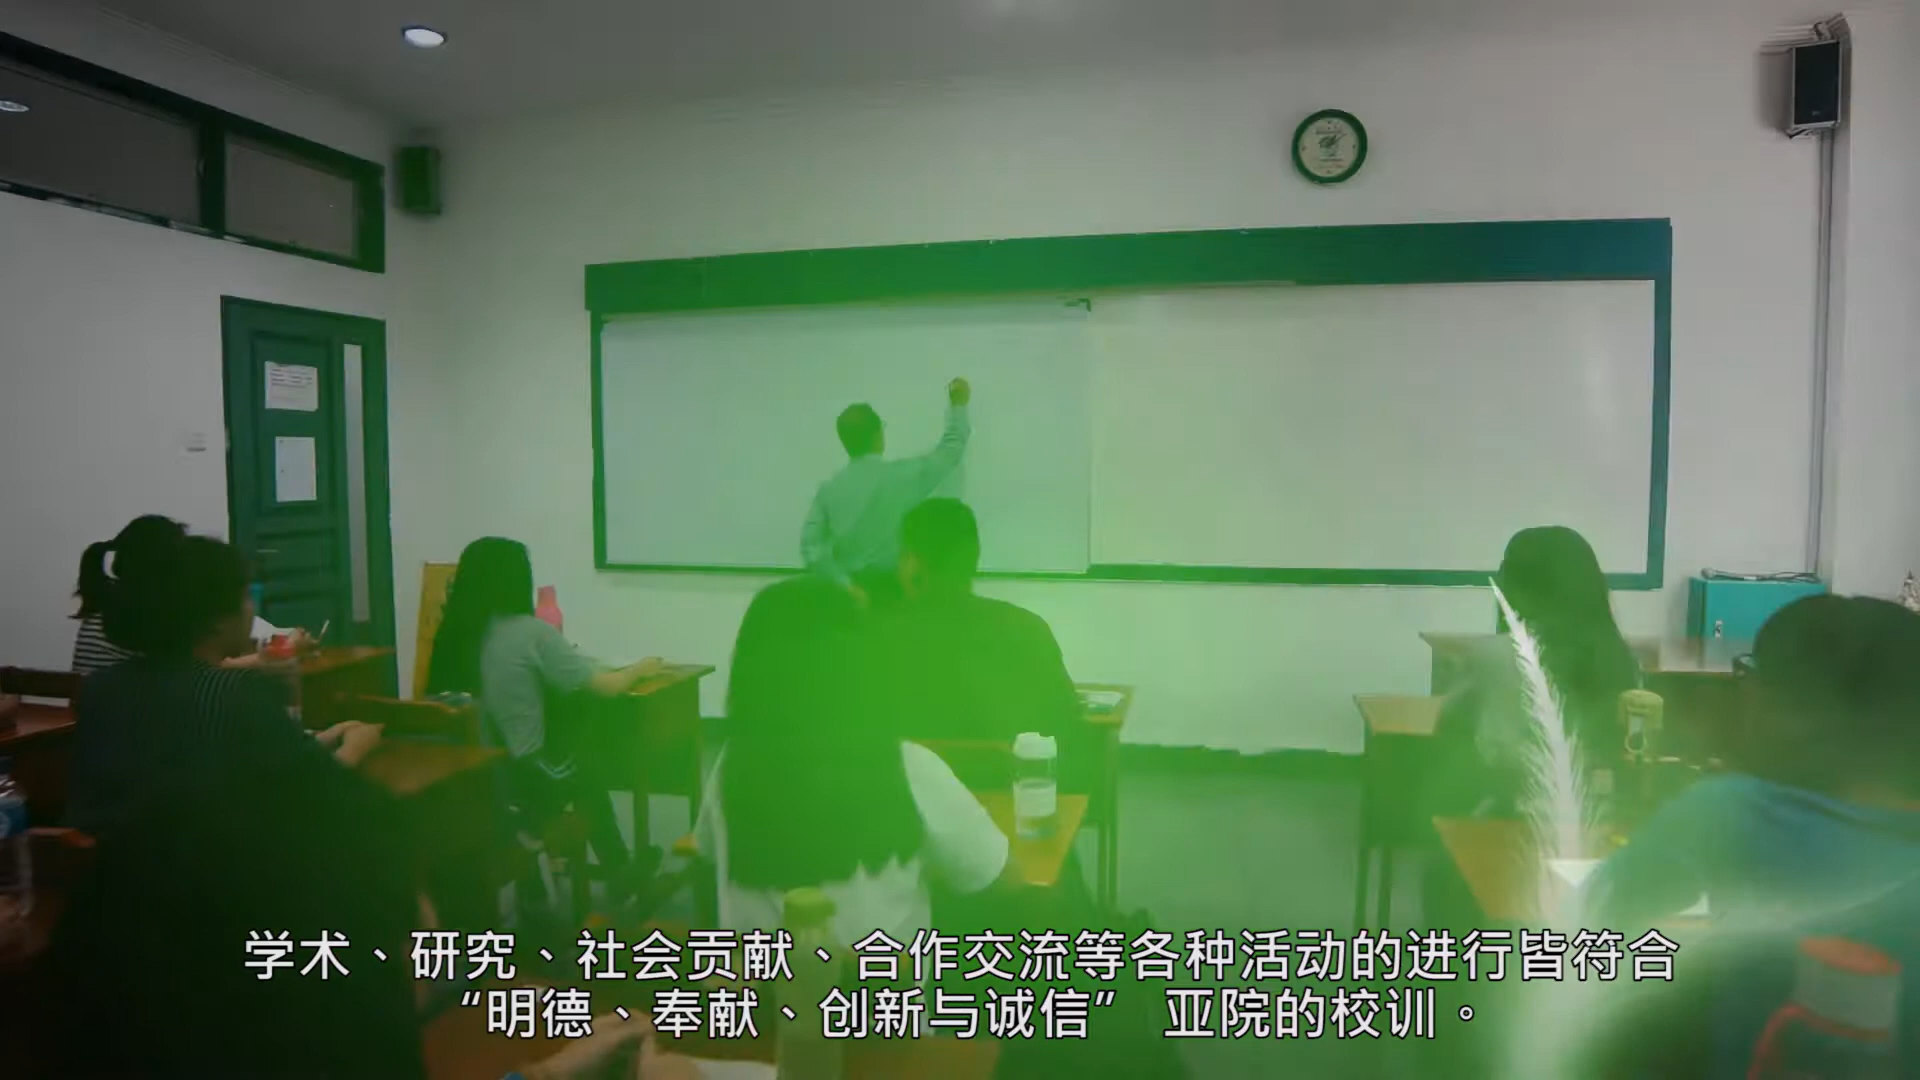 学术、研究、社会贡献、合作交流等各种活动的进行皆符合
“明德、奉献、创新与诚信” 亚院的校训。